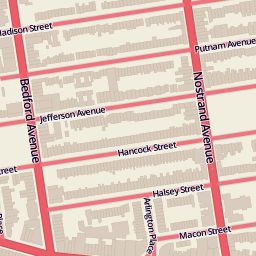 Madison Street
Putnam Avenue
Bedford Avenue
Nostrand Avenue
Jefferson Avenue
Hancock Street
Street
Halsey Street
Arlington Place
Place
Macon Street